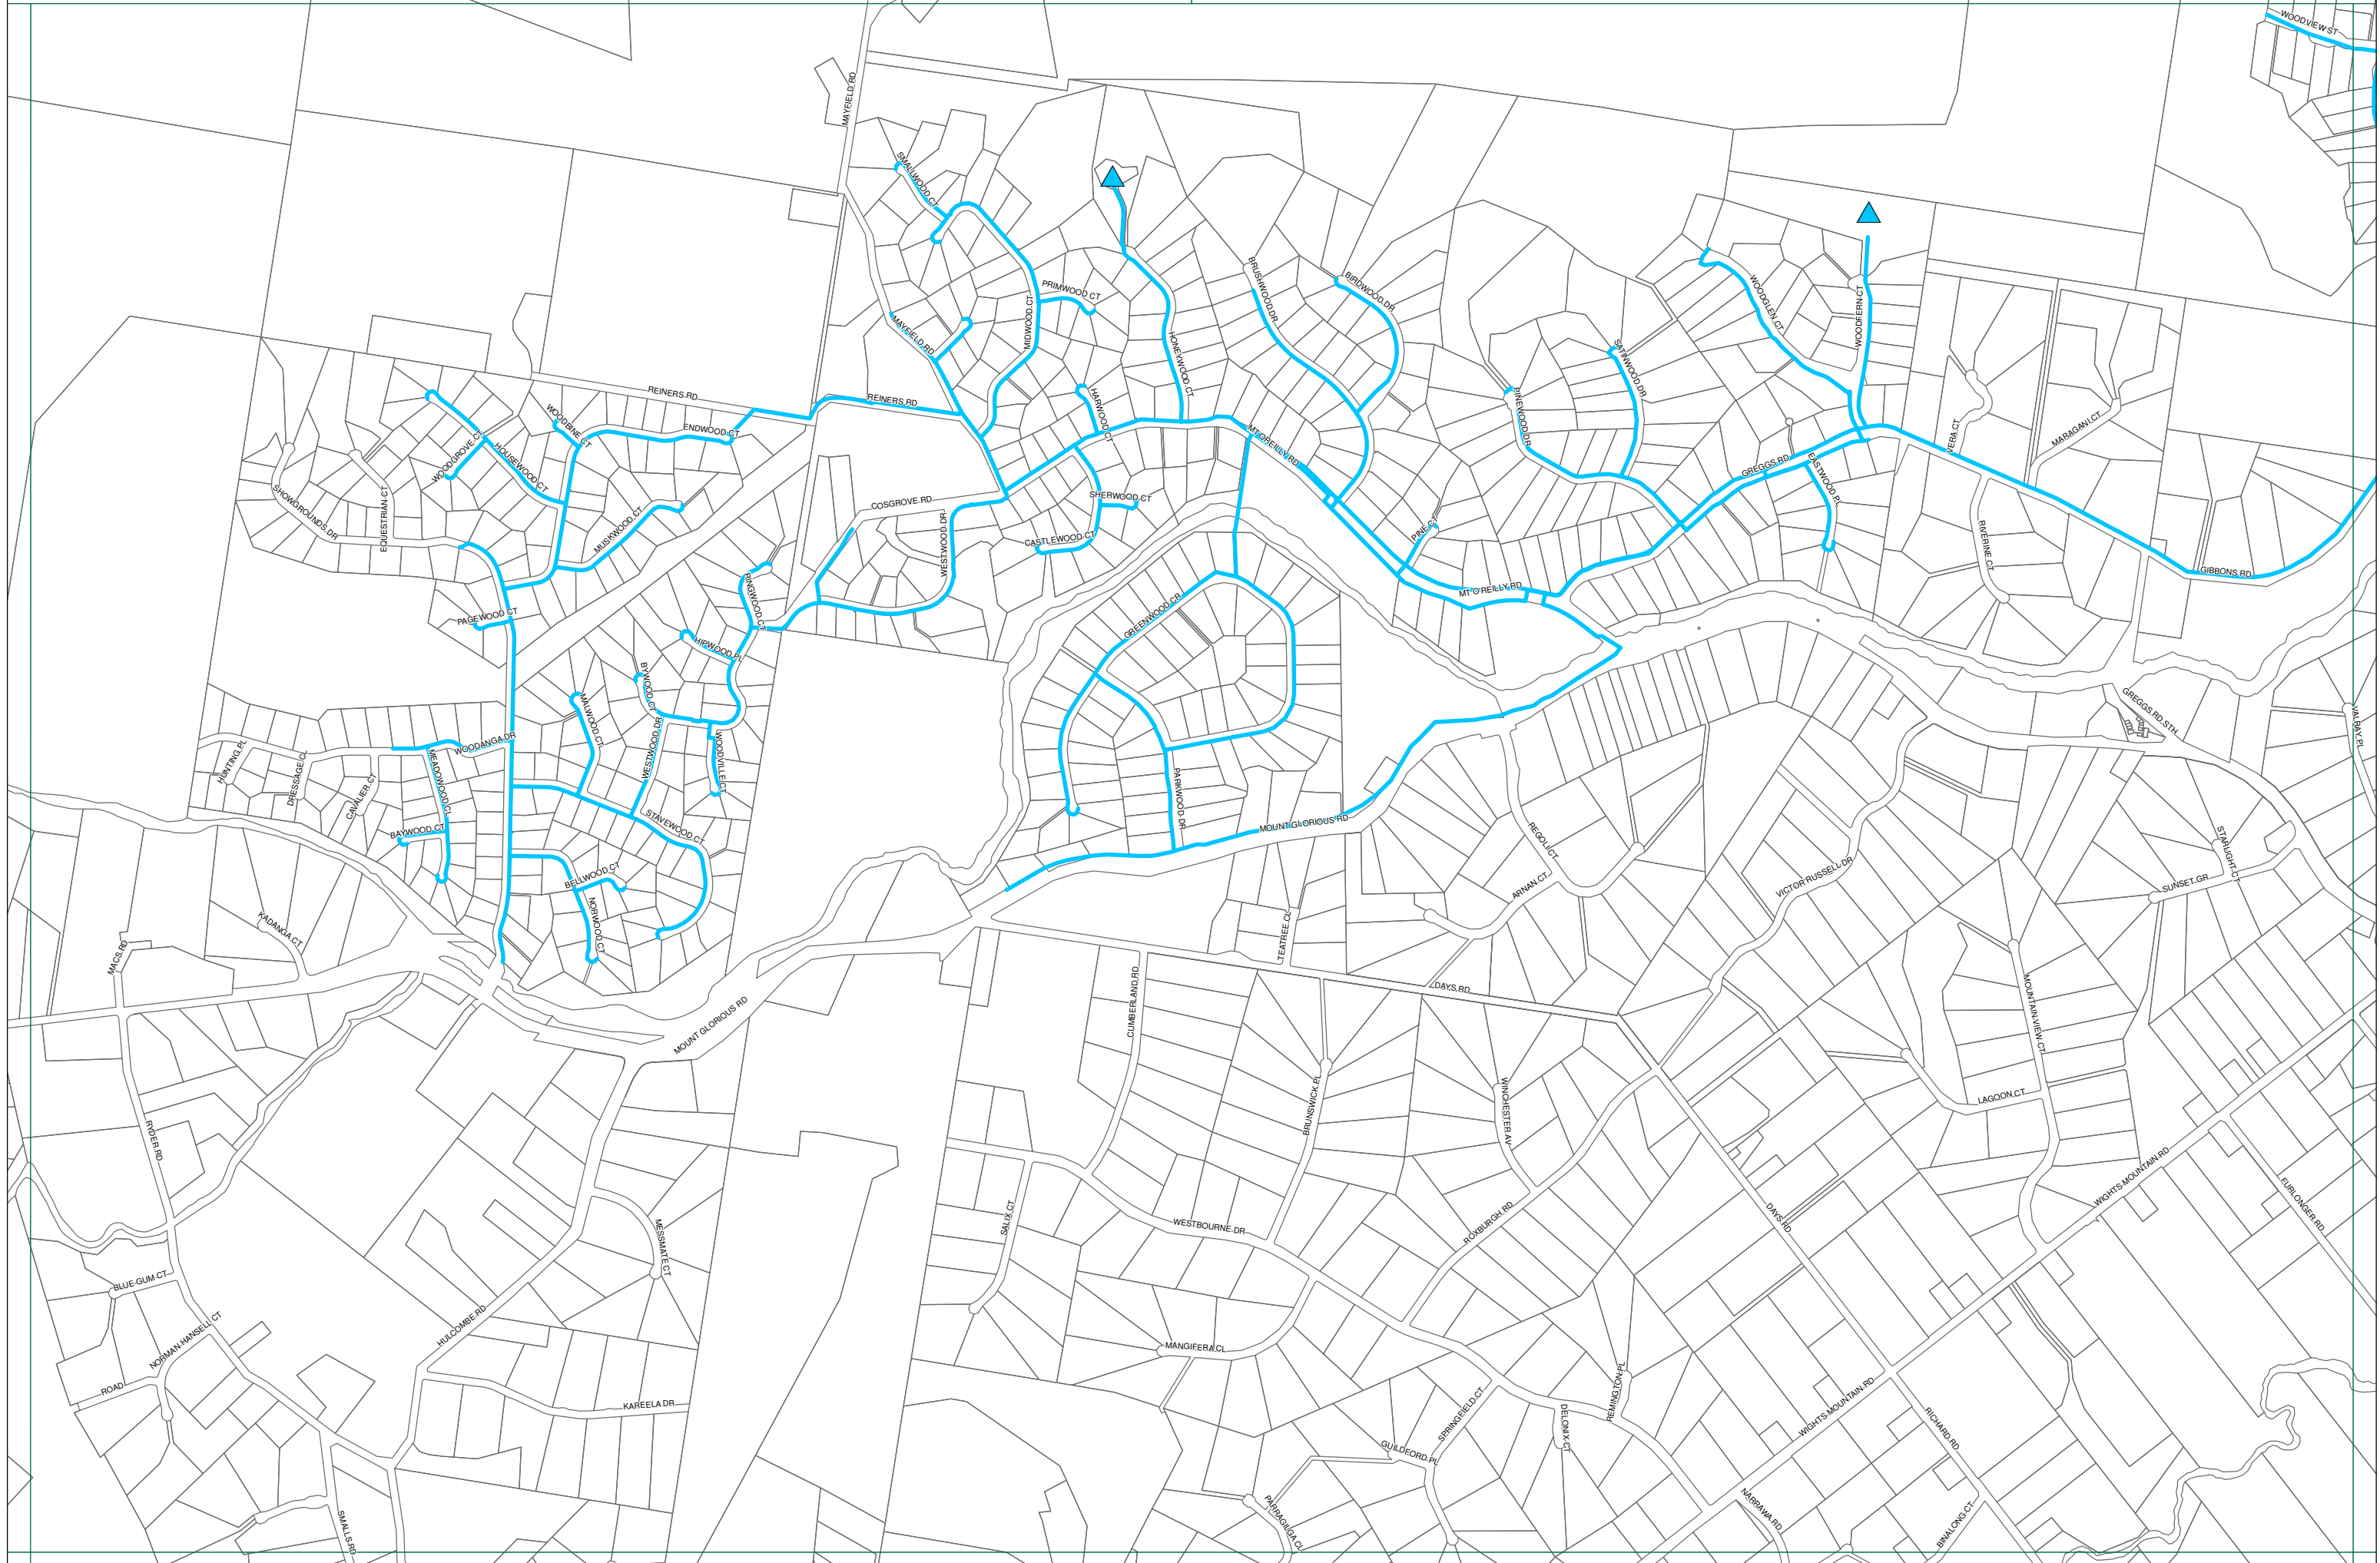 WOODVIEW ST
MAYFIELD RD
SMAILWOOD CT
PRIMWOOD CT
BRUSHWOOD DR
BIRDWOOD DR
WOODGLEN CT
WOODFERN CT
MAYFIELD RD
MIDWOOD CT
HONEYWOOD CT
SATINWOOD DR
REINERS RD
REINERS RD
HARWOOD CT
PINEWOOD DR
WOODBINE CT
ENDWOOD CT
MT O'REILLY RD
VERA CT
MARAGAN CT
WOODGROVE CT
HOUSEWOOD CT
GREGGS RD
EASTWOOD PL
SHOWGROUNDS DR
EQUESTRIAN CT
MUSKWOOD CT
COSGROVE RD
WESTWOOD DR
SHERWOOD CT
CASTLEWOOD CT
PINE CT
RIVERINE CT
GIBBONS RD
RINGWOOD CT
MT O'REILLY RD
PAGEWOOD CT
GREENWOOD CR
HIPWOOD PL
BYWOOD CT
MALWOOD CT
WESTWOOD DR
WOODVILLE CT
GREGGS RD STH
VALRAY PL
HUNTING PL
DRESSAGE CL
CAVALIER CT
WOODANGA DR
MEADOWOOD CL
BAYWOOD CT
STAVEWOOD CT
PARKWOOD DR
MOUNT GLORIOUS RD
REGOLI CT
ARNAN CT
VICTOR RUSSELL DR
STARLIGHT CT
SUNSET GR
BELLWOOD CT
NORWOOD CT
KADANGA CT
MACS RD
TEATREE CL
DAYS RD
CUMBERLAND RD
MOUNT GLORIOUS RD
MOUNTAIN VIEW CT
LAGOON CT
BRUNSWICK PL
WINCHESTER AV
RYDER RD
WIGHTS MOUNTAIN RD
FURLONGER RD
SALIX CT
WESTBOURNE DR
ROXBURGH RD
DAYS RD
MESSMATE CT
BLUE GUM CT
NORMAN HANSELL CT
HULCOMBE RD
MANGIFERA CL
ROAD
KAREELA DR
SPRINGFIELD CT
REMINGTON PL
DELONIX CT
GUILDFORD PL
WIGHTS MOUNTAIN RD
RICHARD RD
SMALLS RD
PARRAGILGA CL
NARRAWA RD
BINALONG CT